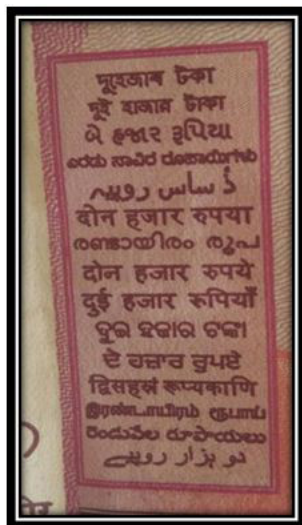 দুহেজাৰ টকা
দুই হাজার টাকা
બે હજાર રૂપિયા
ಎರಡು ಸಾವಿರ ರೂಪಾಯಿಗಳು
زٕ ساس روپیہِ
दोन हजार रुपया
രണ്ടായിരം രൂപ
दोन हजार रुपये
दुई हजार रुपियाँ
ଦୁଇ ହଜାର ଟଙ୍କା
ਦੋ ਹਜ਼ਾਰ ਰੁਪਏ
द्विसहस्रं रूप्यकाणि
இரண்டாயிரம் ரூபாய்
రెండువేల రూపాయలు
دو ہزار روپیے